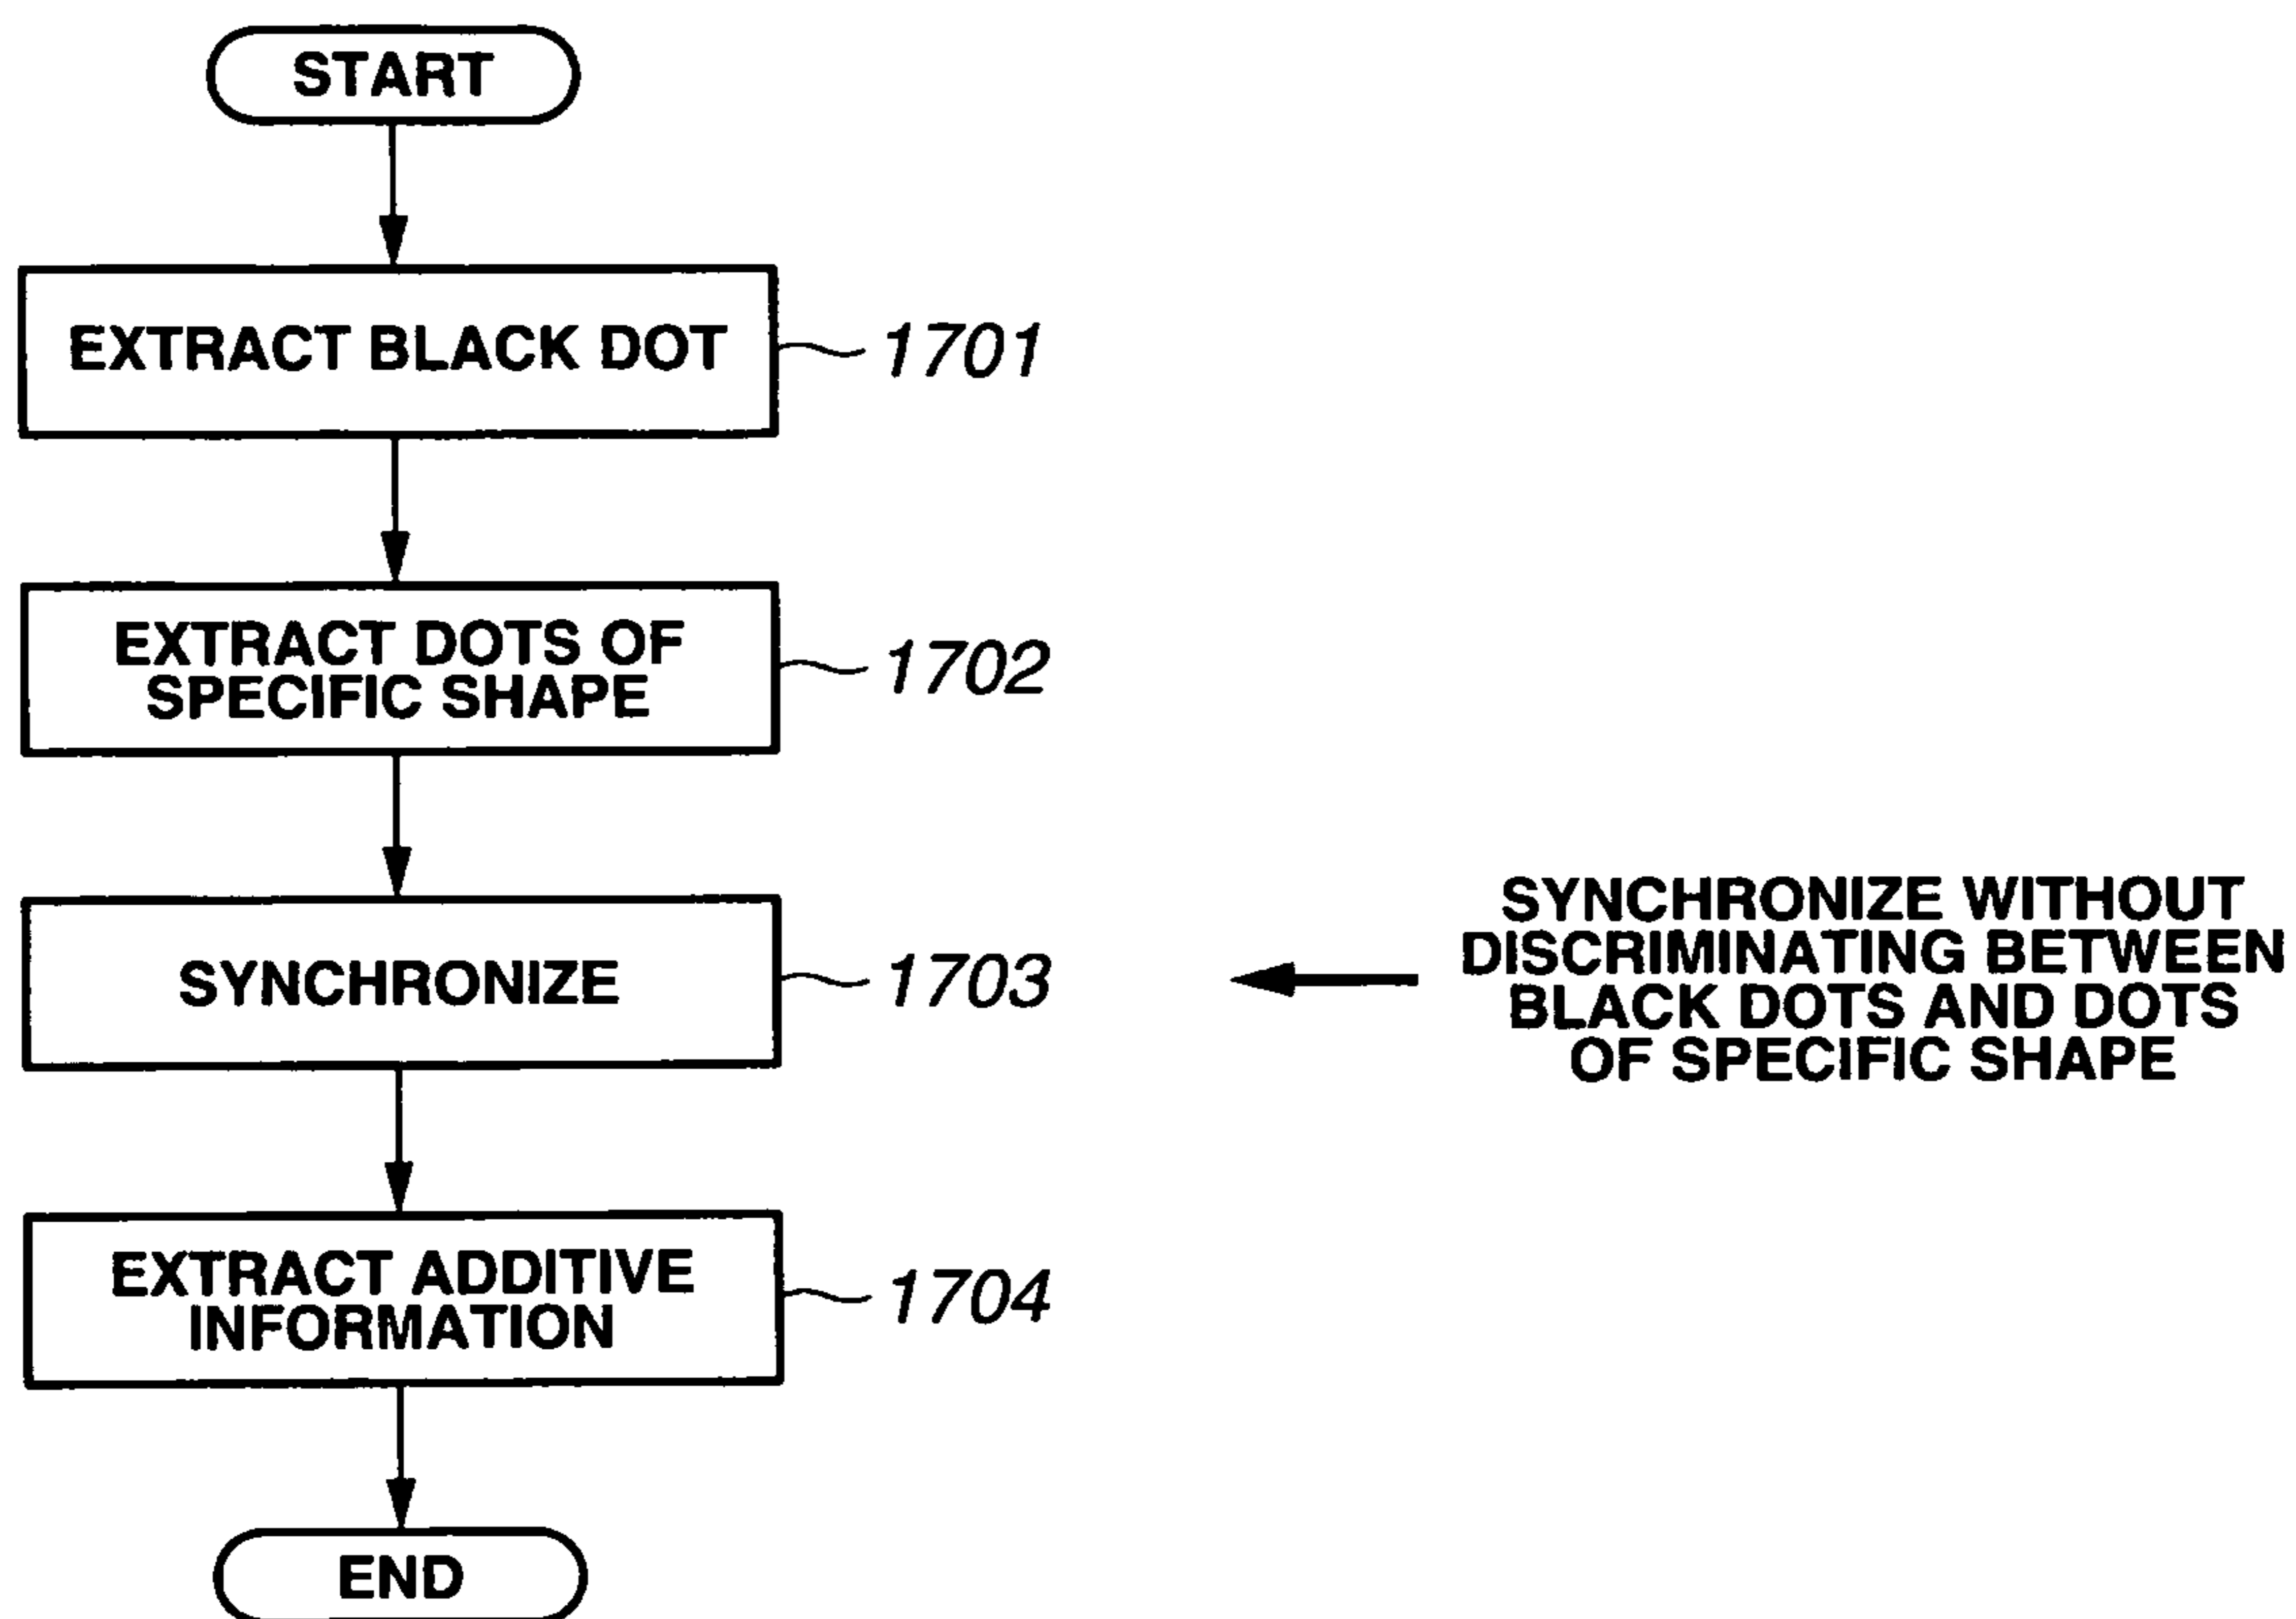 START
EXTRACT BLACK DOT
1701
EXTRACT DOTS OF
SPECIFIC SHAPE
1702
SYNCHRONIZE
1703
SYNCHRONIZE WITHOUT
DISCRIMINATING BETWEEN
BLACK DOTS AND DOTS
OF SPECIFIC SHAPE
EXTRACT ADDITIVE
INFORMATION
1704
END